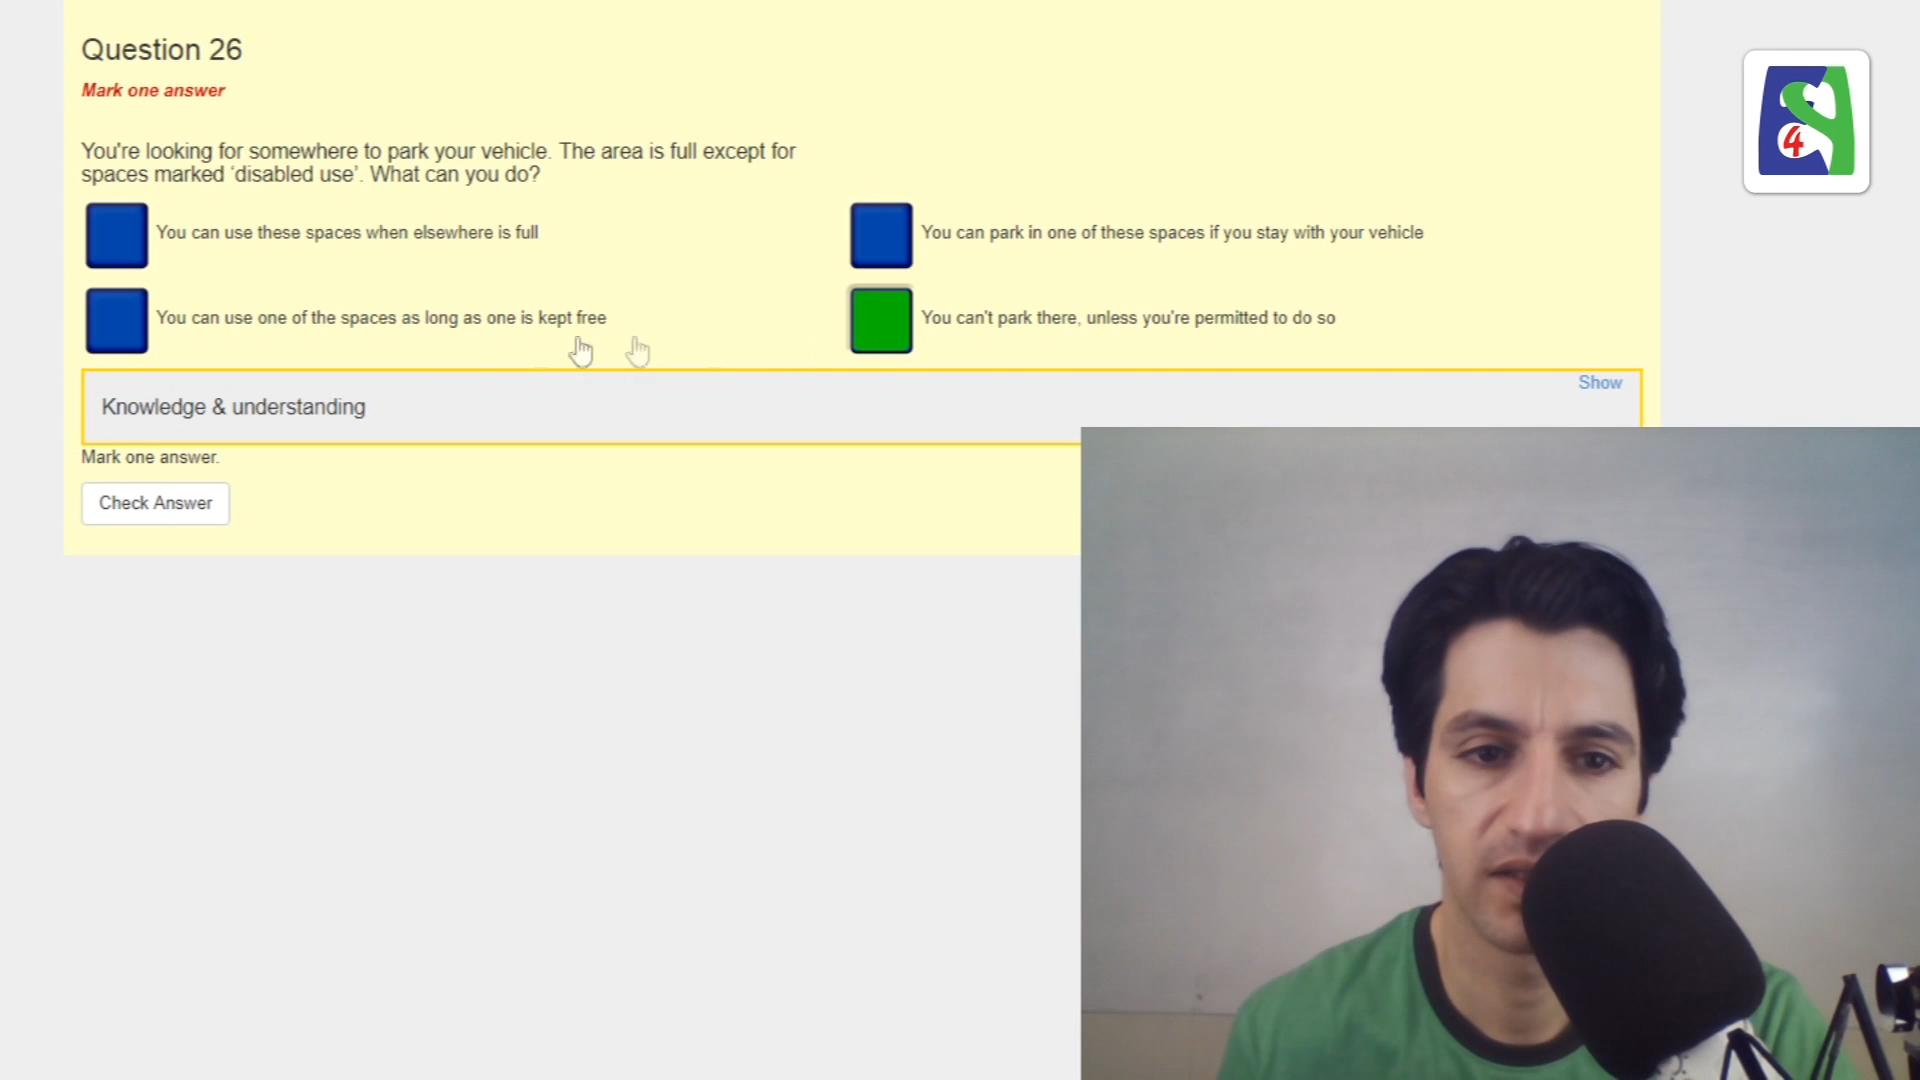 Question 26
Mark one answer
You're looking for somewhere to park your vehicle. The area is full except for
spaces marked ‘disabled use’. What can you do?
You can use these spaces when elsewhere is full
You can park in one of these spaces if you stay with your vehicle
You can use one of the spaces as long as one is kept free
You can't park there, unless you're permitted to do so
Show
Knowledge & understanding
Mark one answer.
Check Answer
4